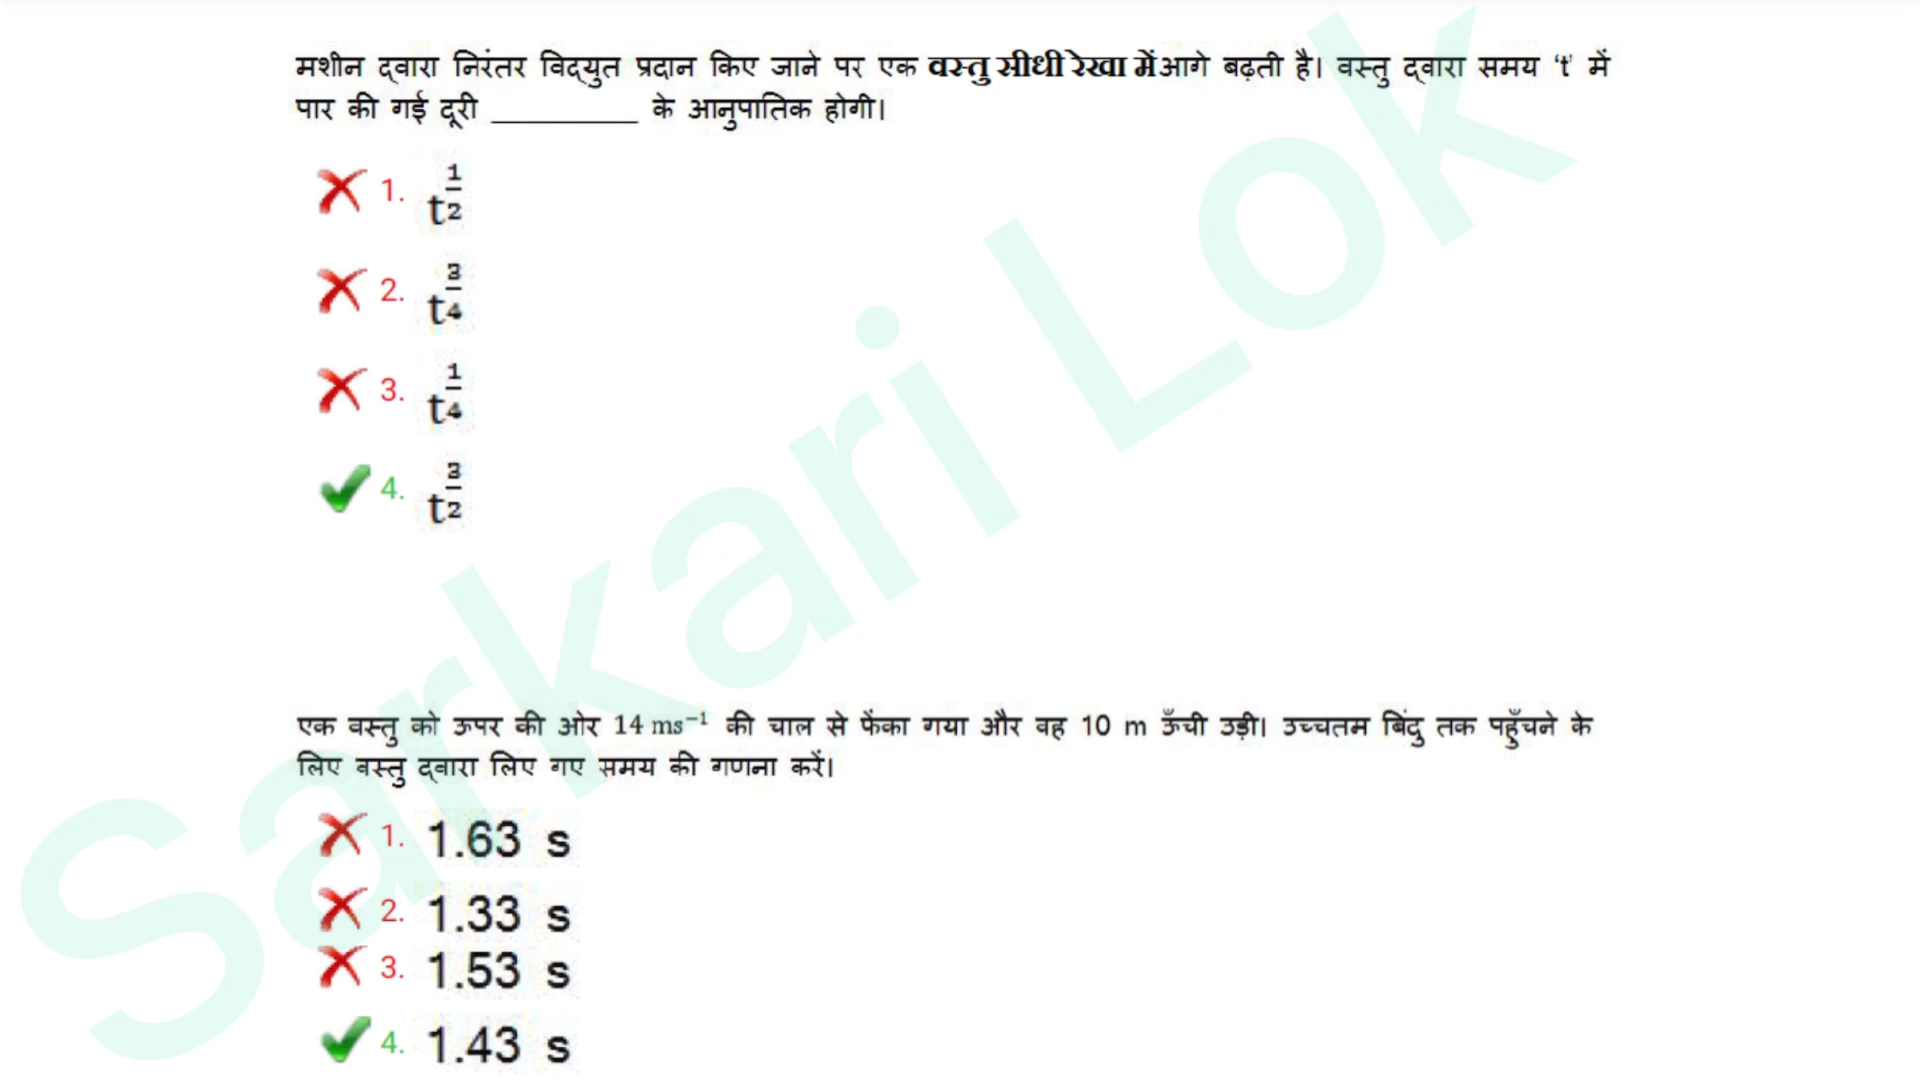 मशीन द्वारा निरंतर विद्युत प्रदान किए जाने पर एक वस्तु सीधी रेखा में आगे बढ़ती है। वस्तु द्वारा समय ‘t’ में
पार की गई दूरी __________ के आनुपातिक होगी।
1. t^(1/2)
2. t^(3/4)
3. t^(1/4)
4. t^(3/2)
एक वस्तु को ऊपर की ओर 14 ms⁻¹ की चाल से फेंका गया और वह 10 m ऊँची उड़ी। उच्चतम बिंदु तक पहुँचने के
लिए वस्तु द्वारा लिए गए समय की गणना करें।
1. 1.63 s
2. 1.33 s
3. 1.53 s
4. 1.43 s
Sarkari Lok